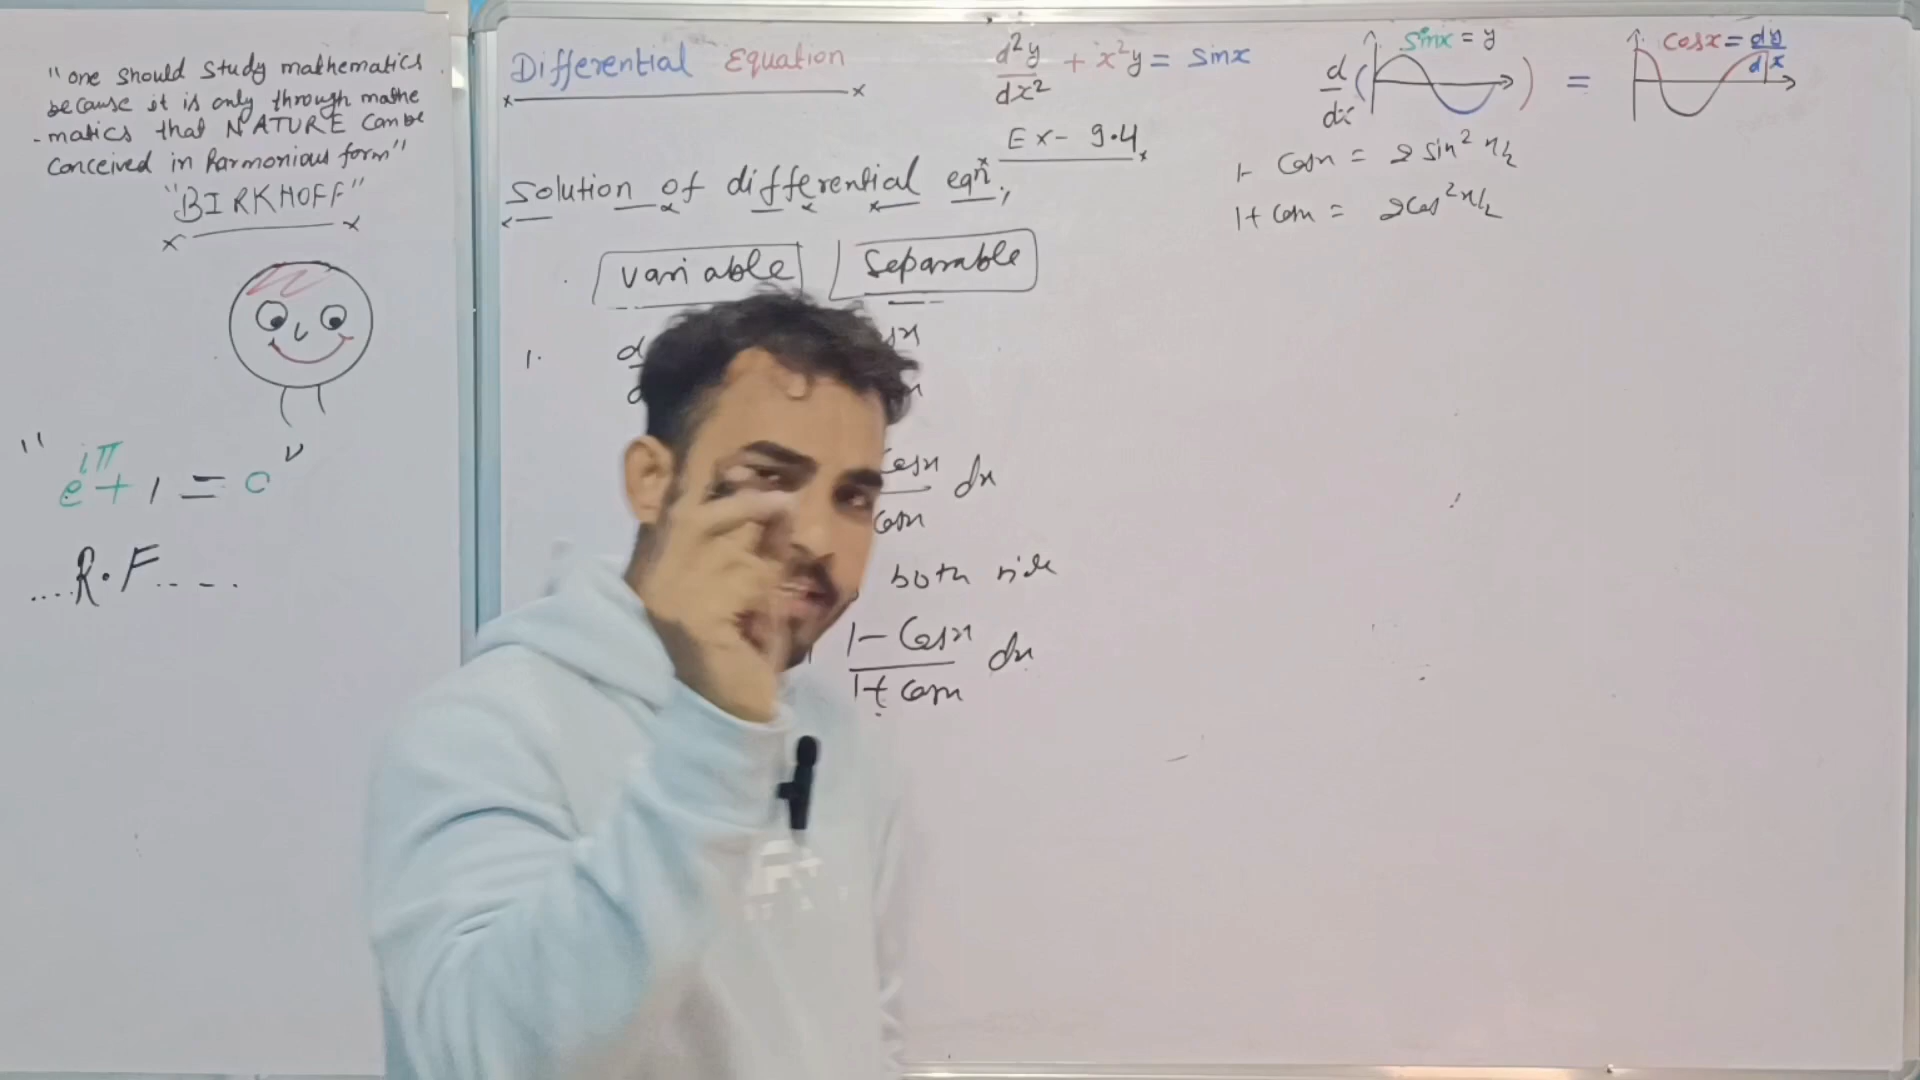 "one should study mathematics
because it is only through mathe
-matics that NATURE can be
conceived in harmonious form"
"BIRKHOFF"
"e^{iπ} + 1 = 0"
....R.F.....
Differential Equation
d²y/dx² + x²y = sinx
Ex- 9.4
Solution of differential eqn;
variable separable
1.
cosx dx
both side
1 - cosx / 1 + cosx dx
d/dx ( sinx = y ) = cosx = dy/dx
1 - cosx = 2 sin² x/2
1 + cosx = 2cos² x/2